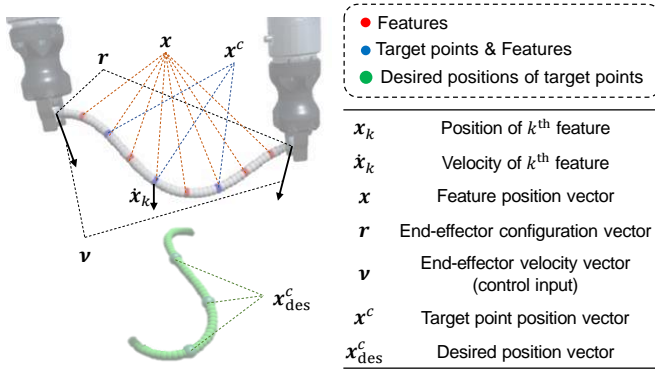 x
x^c
r
ẋ_k
ν
x^c_des
Features
Target points & Features
Desired positions of target points
x_k Position of k^th feature
ẋ_k Velocity of k^th feature
x Feature position vector
r End-effector configuration vector
ν End-effector velocity vector
(control input)
x^c Target point position vector
x^c_des Desired position vector